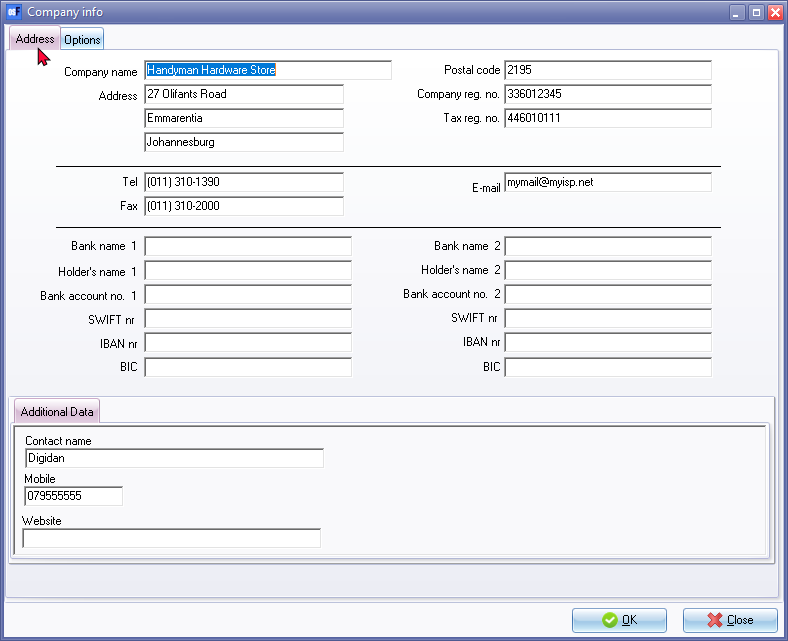 Company info
Address Options
Company name Handyman Hardware Store Postal code 2195
Address 27 Olifants Road Company reg. no. 336012345
Emmarentia Tax reg. no. 446010111
Johannesburg
Tel (011) 310-1390 E-mail mymail@myisp.net
Fax (011) 310-2000
Bank name 1 Bank name 2
Holder's name 1 Holder's name 2
Bank account no. 1 Bank account no. 2
SWIFT nr SWIFT nr
IBAN nr IBAN nr
BIC BIC
Additional Data
Contact name
Digidan
Mobile
079555555
Website
OK Close